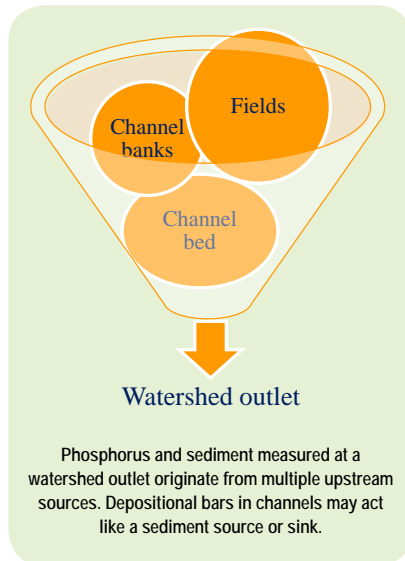 Fields
Channel
banks
Channel
bed
Watershed outlet
Phosphorus and sediment measured at a
watershed outlet originate from multiple upstream
sources. Depositional bars in channels may act
like a sediment source or sink.